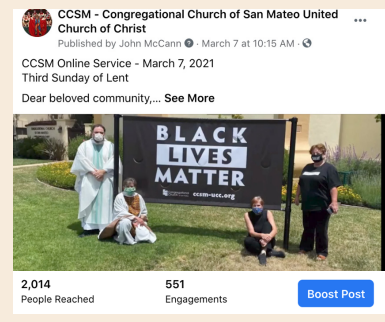 CCSM - Congregational Church of San Mateo United
Church of Christ
Published by John McCann · March 7 at 10:15 AM ·
CCSM Online Service - March 7, 2021
Third Sunday of Lent
Dear beloved community,... See More
BLACK
LIVES
MATTER
ccsm-ucc.org
2,014
People Reached
551
Engagements
Boost Post